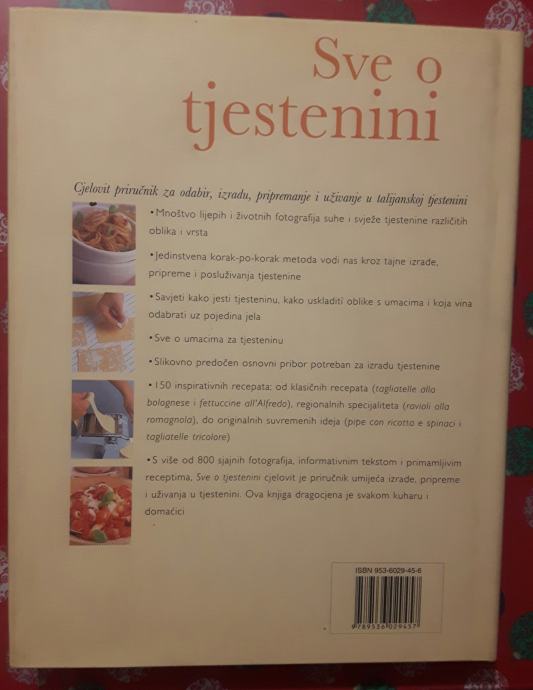 Sve o
tjestenini
Cjelovit priručnik za odabir, izradu, pripremanje i uživanje u talijanskoj tjestenini
• Mnoštvo lijepih i životnih fotografija suhe i svježe tjestenine različitih
oblika i vrsta
• Jedinstvena korak-po-korak metoda vodi nas kroz tajne izrade,
pripreme i posluživanja tjestenine
• Savjeti kako jesti tjesteninu, kako uskladiti oblike s umacima i koja vina
odabrati uz pojedina jela
• Sve o umacima za tjesteninu
• Slikovno predočen osnovni pribor potreban za izradu tjestenine
• 150 inspirativnih recepata: od klasičnih recepata (tagliatelle alla
bolognese i fettuccine all'Alfredo), regionalnih specijaliteta (ravioli alla
romagnola), do originalnih suvremenih ideja (pipe con ricotta e spinaci i
tagliatelle tricolore)
• S više od 800 sjajnih fotografija, informativnim tekstom i primamljivim
receptima, Sve o tjestenini cjelovit je priručnik umijeća izrade, pripreme
i uživanja u tjestenini. Ova knjiga dragocjena je svakom kuharu i
domaćici
ISBN 953-6029-45-6
9 789536 029457